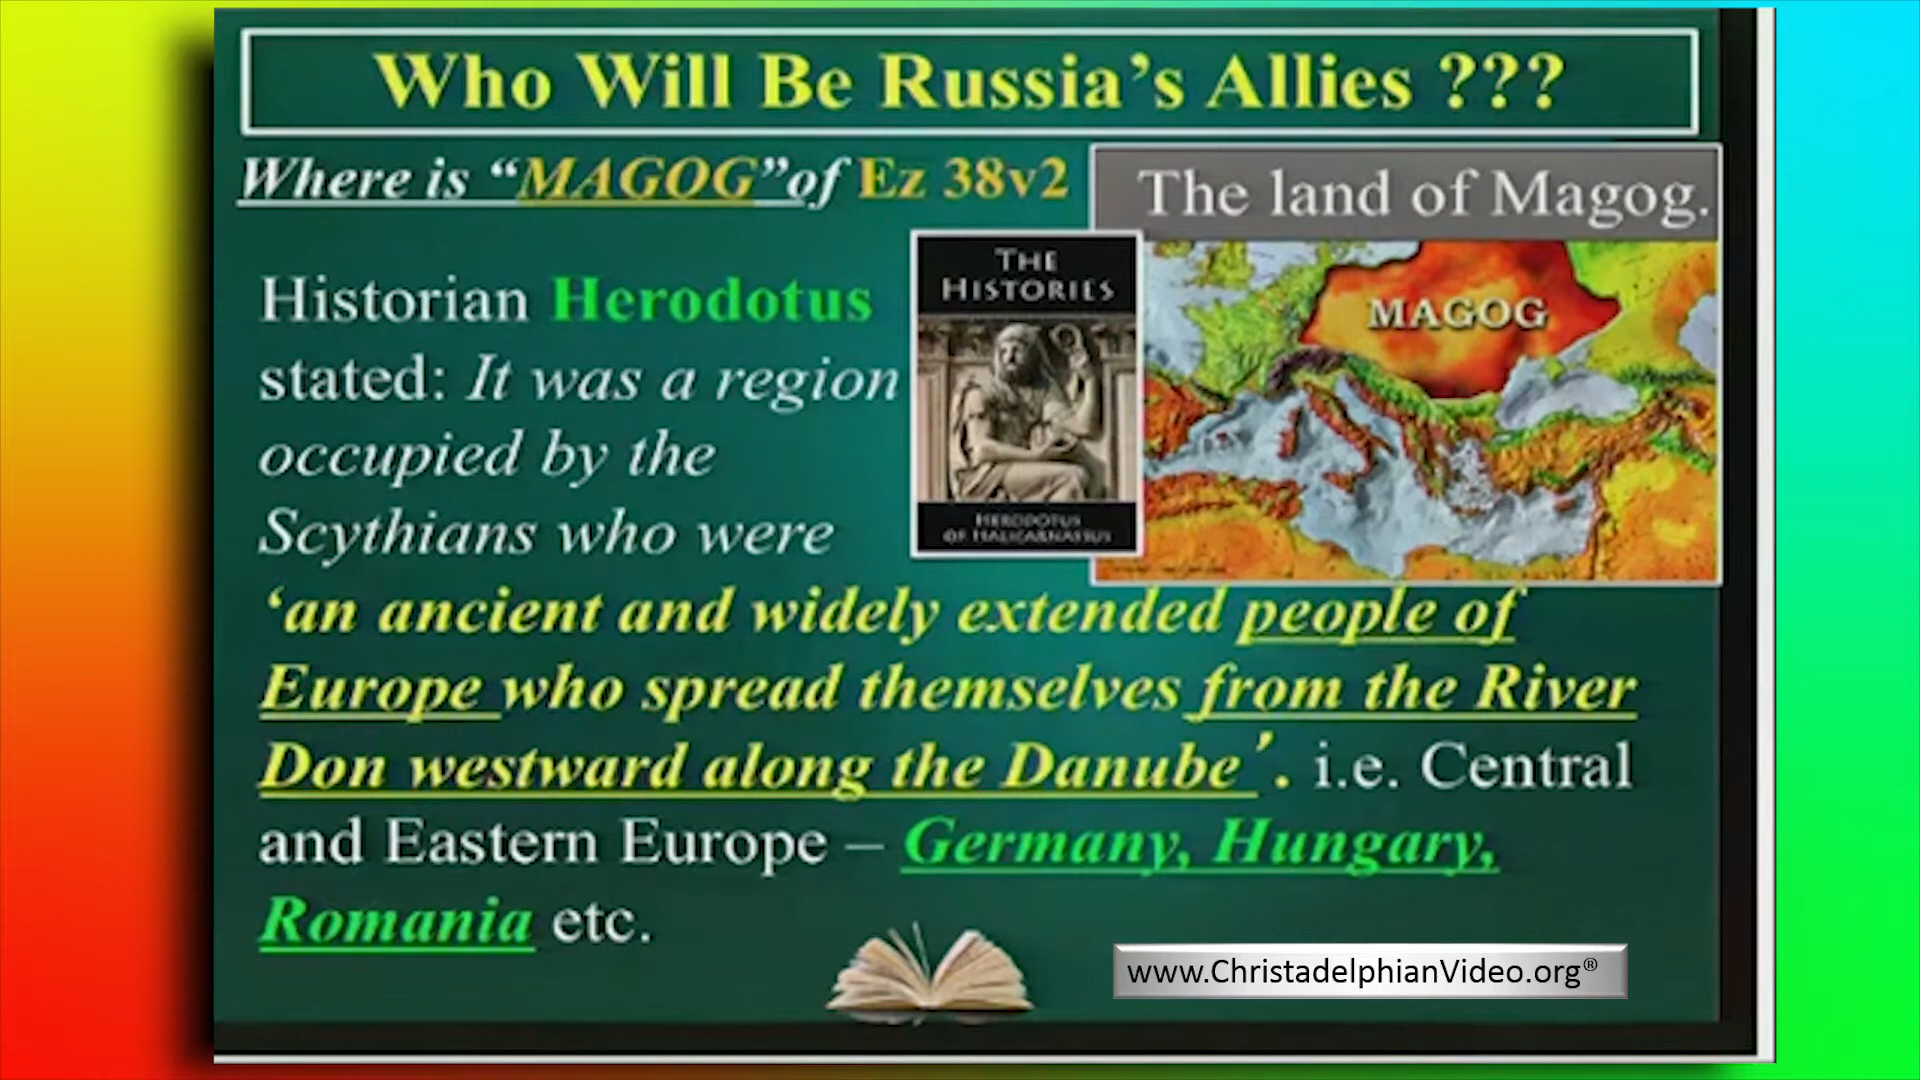 Who Will Be Russia's Allies ???
Where is “MAGOG”of Ez 38v2
The land of Magog.
THE
HISTORIES
HERODOTUS
OF HALICARNASSUS
MAGOG
Historian Herodotus
stated: It was a region
occupied by the
Scythians who were
‘an ancient and widely extended people of
Europe who spread themselves from the River
Don westward along the Danube’. i.e. Central
and Eastern Europe – Germany, Hungary,
Romania etc.
www.ChristadelphianVideo.org®